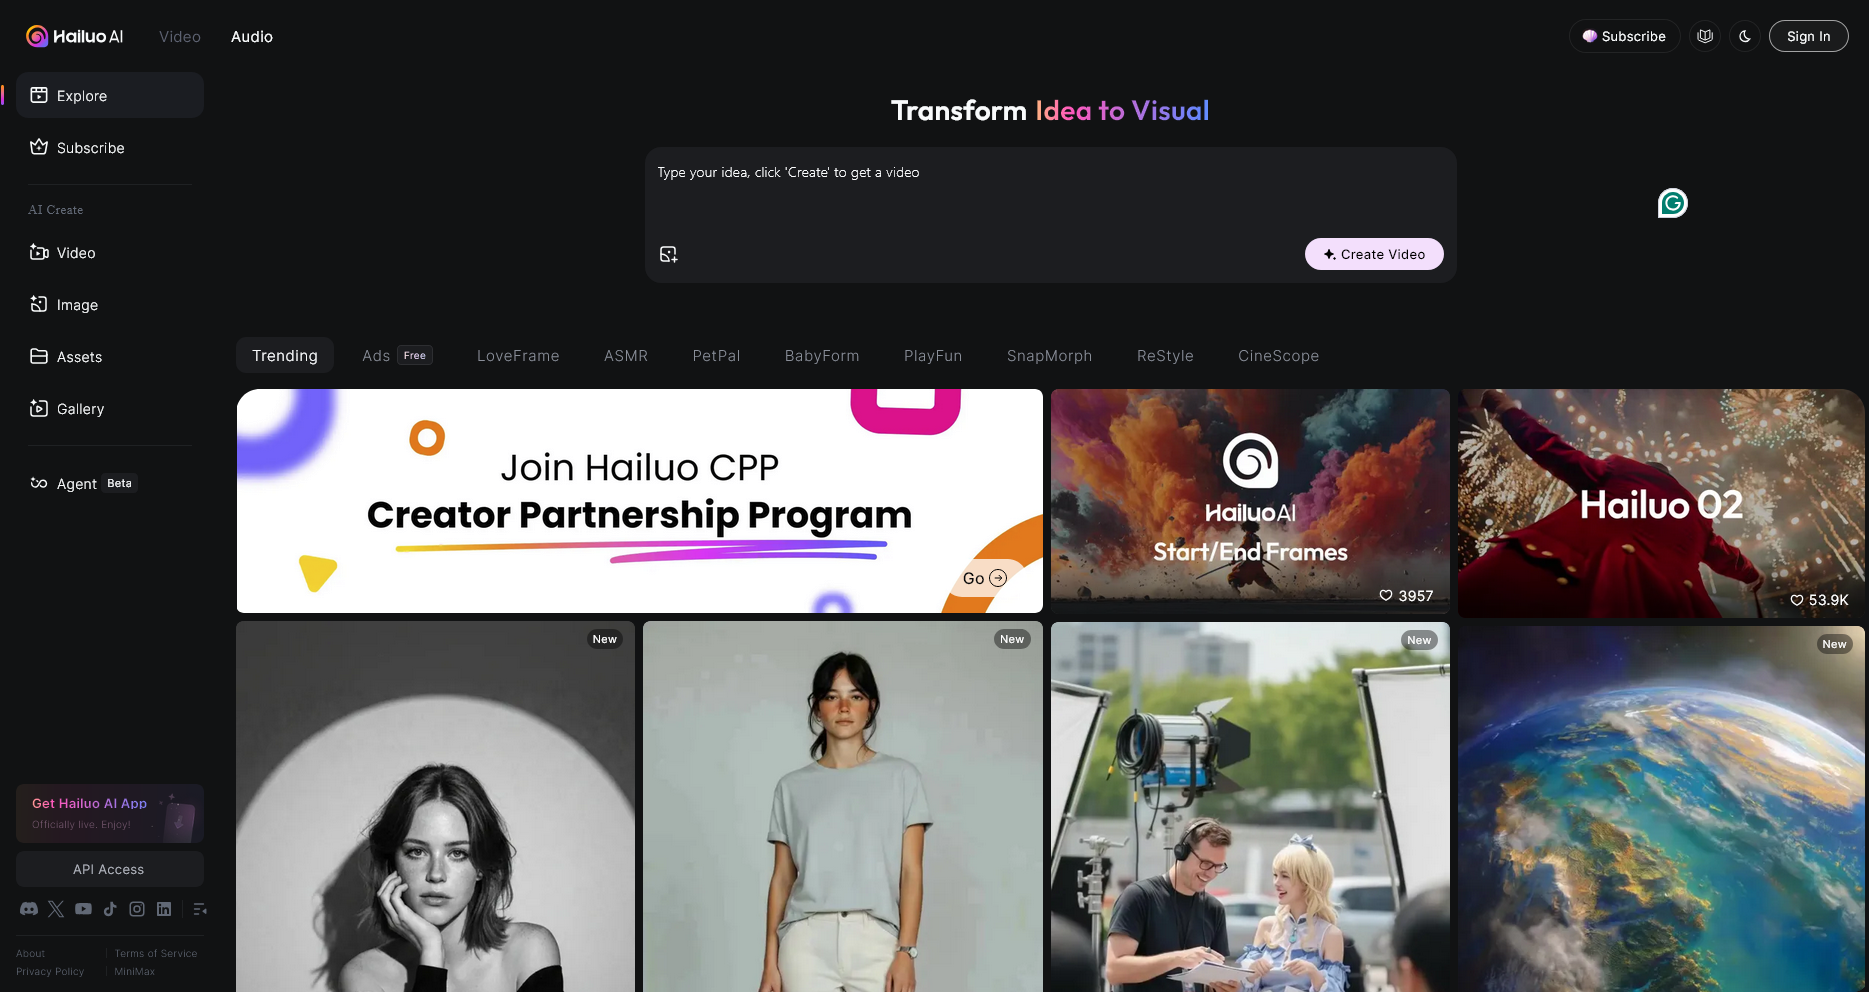 Hailuo AI
Video
Audio
Subscribe
Sign In
Explore
Subscribe
AI Create
Video
Image
Assets
Gallery
Agent Beta
Get Hailuo AI App
Officially live. Enjoy!
API Access
About
Terms of Service
Privacy Policy
MiniMax
Transform Idea to Visual
Type your idea, click 'Create' to get a video
Create Video
Trending
Ads Free
LoveFrame
ASMR
PetPal
BabyForm
PlayFun
SnapMorph
ReStyle
CineScope
Join Hailuo CPP
Creator Partnership Program
Go
HailuoAI
Start/End Frames
3957
Hailuo 02
53.9K
New
New
New
New